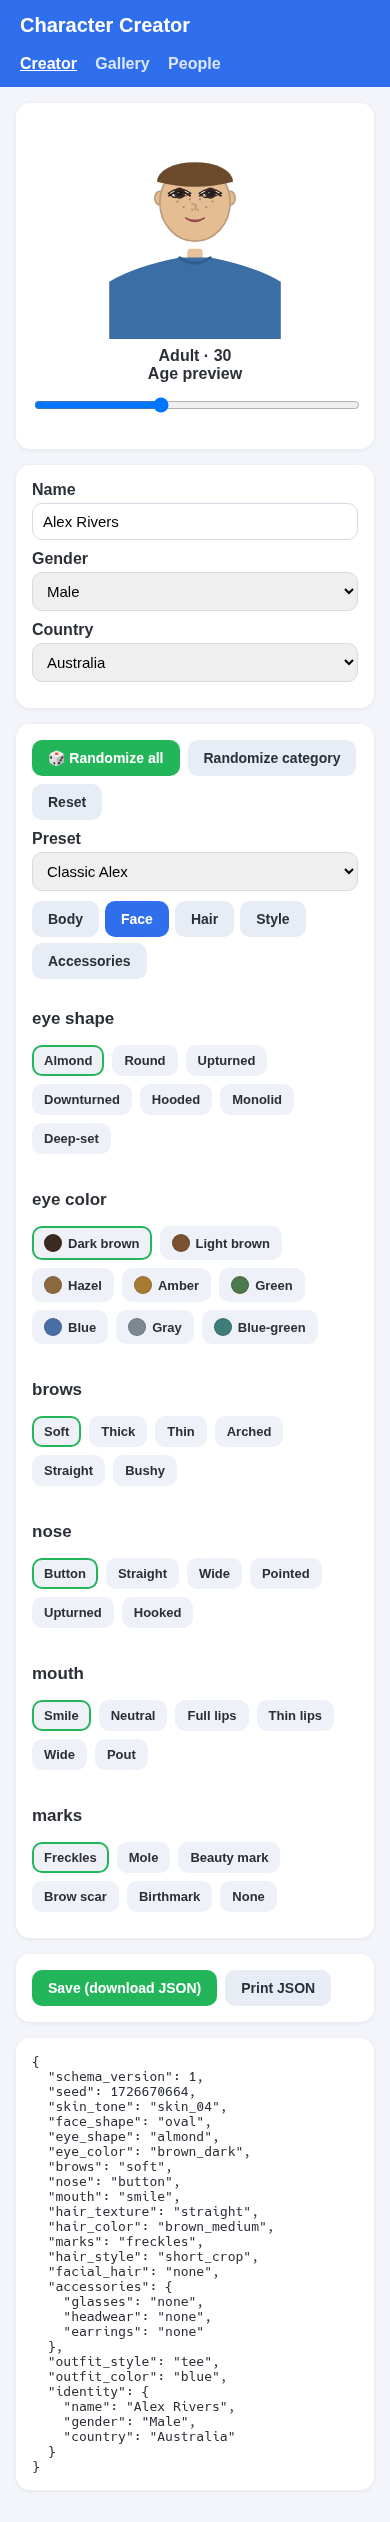 Character Creator
Creator Gallery People
Adult · 30
Age preview
Name
Alex Rivers
Gender
Male
Country
Australia
🎲 Randomize all Randomize category
Reset
Preset
Classic Alex
Body Face Hair Style
Accessories
eye shape
Almond Round Upturned
Downturned Hooded Monolid
Deep-set
eye color
Dark brown Light brown
Hazel Amber Green
Blue Gray Blue-green
brows
Soft Thick Thin Arched
Straight Bushy
nose
Button Straight Wide Pointed
Upturned Hooked
mouth
Smile Neutral Full lips Thin lips
Wide Pout
marks
Freckles Mole Beauty mark
Brow scar Birthmark None
Save (download JSON) Print JSON
{
  "schema_version": 1,
  "seed": 1726670664,
  "skin_tone": "skin_04",
  "face_shape": "oval",
  "eye_shape": "almond",
  "eye_color": "brown_dark",
  "brows": "soft",
  "nose": "button",
  "mouth": "smile",
  "hair_texture": "straight",
  "hair_color": "brown_medium",
  "marks": "freckles",
  "hair_style": "short_crop",
  "facial_hair": "none",
  "accessories": {
    "glasses": "none",
    "headwear": "none",
    "earrings": "none"
  },
  "outfit_style": "tee",
  "outfit_color": "blue",
  "identity": {
    "name": "Alex Rivers",
    "gender": "Male",
    "country": "Australia"
  }
}